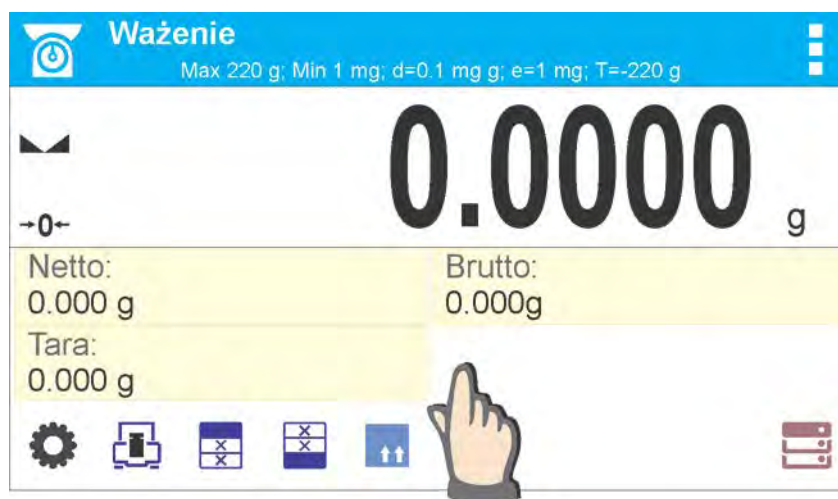 Ważenie
Max 220 g; Min 1 mg; d=0.1 mg g; e=1 mg; T=-220 g
0.0000 g
→0←
Netto:
0.000 g
Brutto:
0.000g
Tara:
0.000 g